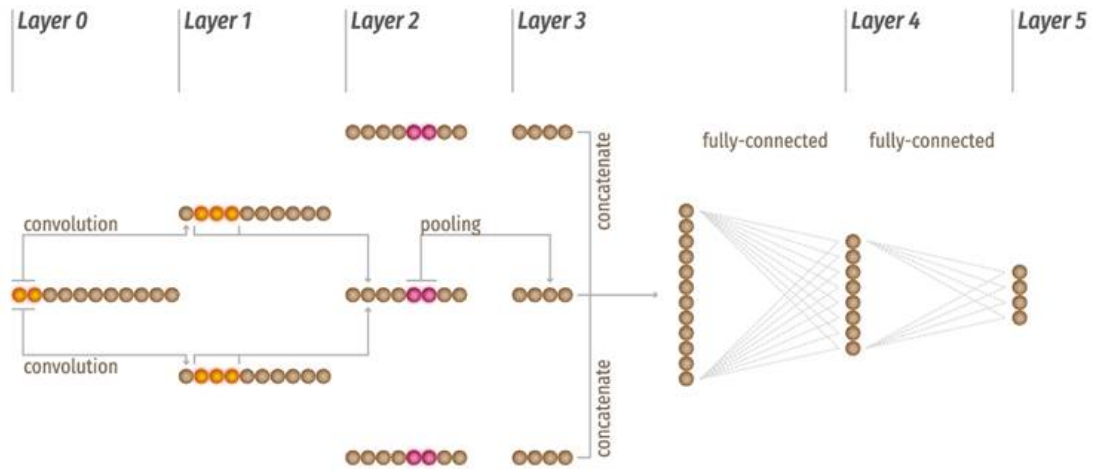 Layer 0
Layer 1
Layer 2
Layer 3
Layer 4
Layer 5
concatenate
fully-connected
fully-connected
convolution
pooling
convolution
concatenate